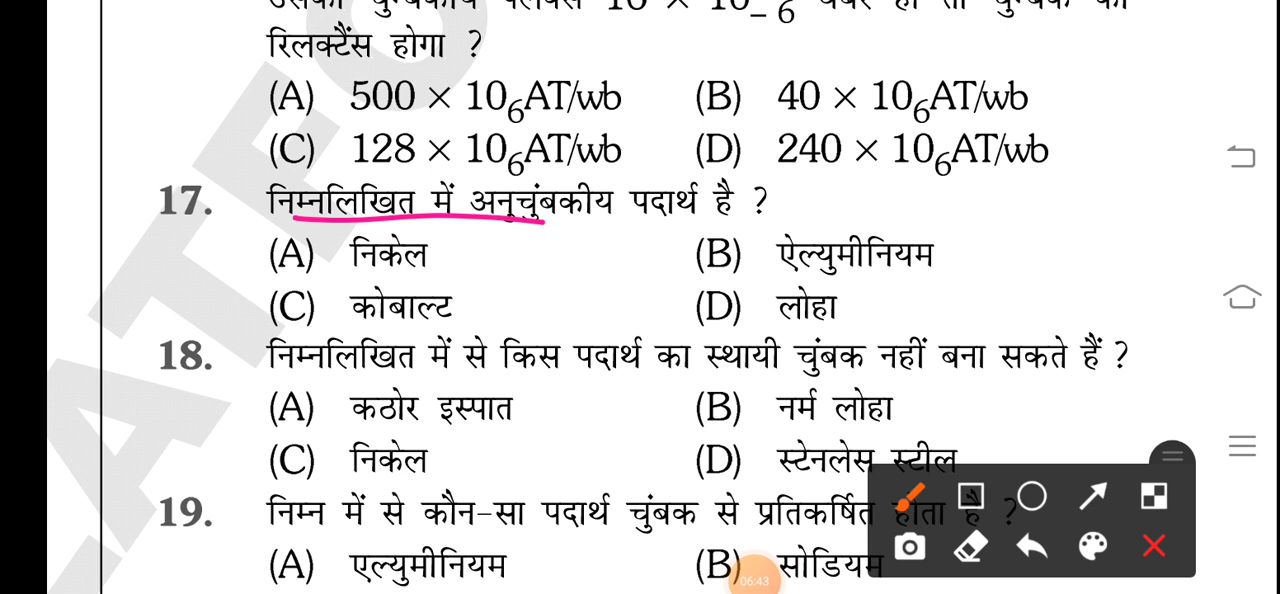 रिलक्टैंस होगा ?
(A) 500 × 10₆AT/wb (B) 40 × 10₆AT/wb
(C) 128 × 10₆AT/wb (D) 240 × 10₆AT/wb
17. निम्नलिखित में अनुचुंबकीय पदार्थ है ?
(A) निकेल (B) ऐल्युमीनियम
(C) कोबाल्ट (D) लोहा
18. निम्नलिखित में से किस पदार्थ का स्थायी चुंबक नहीं बना सकते हैं ?
(A) कठोर इस्पात (B) नर्म लोहा
(C) निकेल (D) स्टेनलेस स्टील
19. निम्न में से कौन-सा पदार्थ चुंबक से प्रतिकर्षित होता है ?
(A) एल्युमीनियम (B) सोडियम
06:43